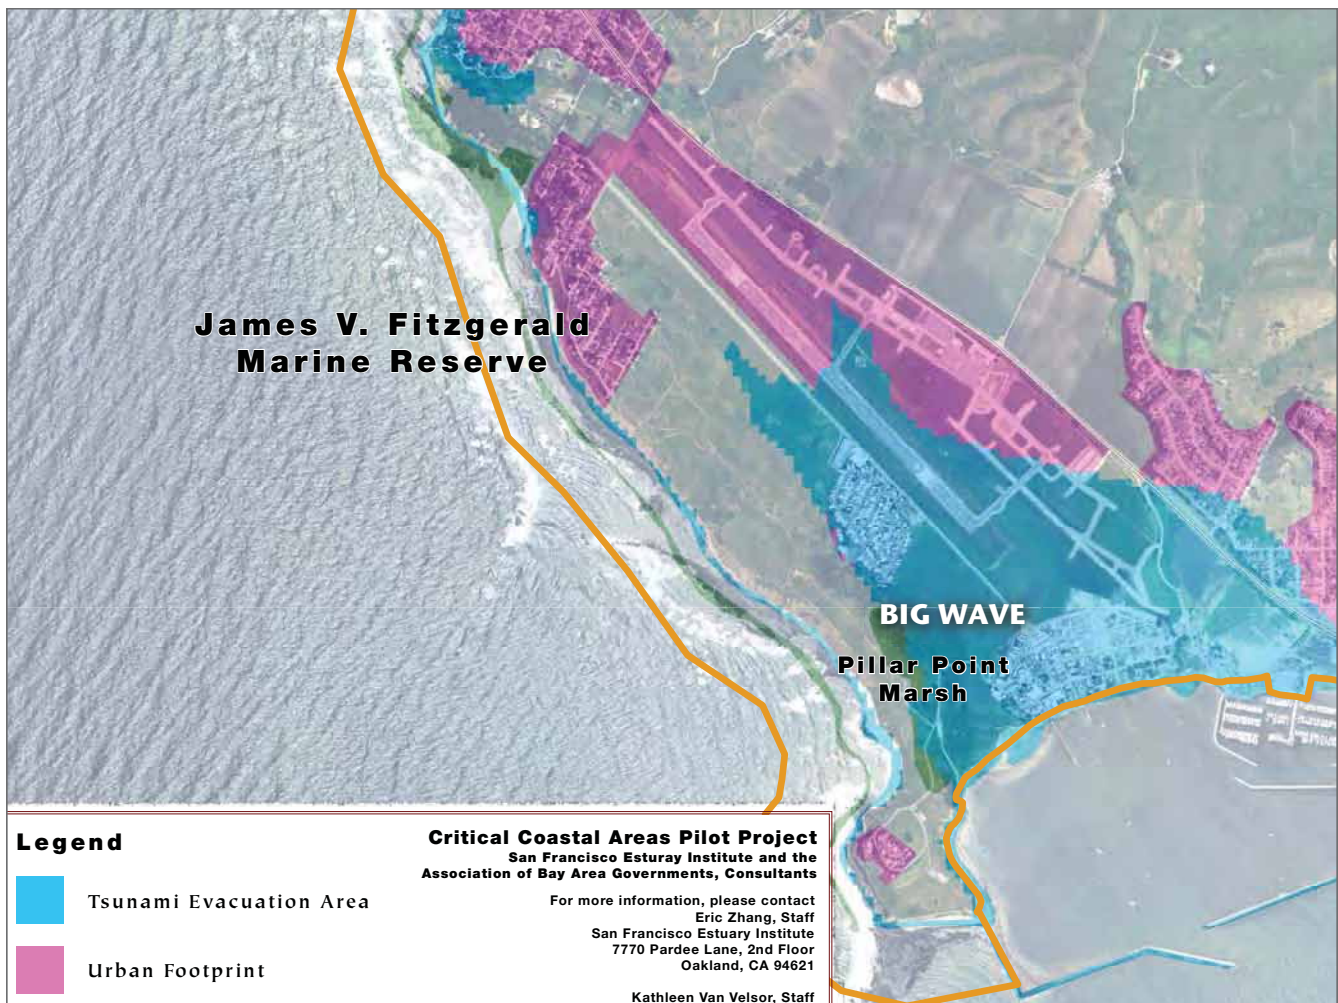 James V. Fitzgerald
Marine Reserve
BIG WAVE
Pillar Point
Marsh
Legend
Tsunami Evacuation Area
Urban Footprint
Critical Coastal Areas Pilot Project
San Francisco Esturay Institute and the
Association of Bay Area Governments, Consultants
For more information, please contact
Eric Zhang, Staff
San Francisco Estuary Institute
7770 Pardee Lane, 2nd Floor
Oakland, CA 94621
Kathleen Van Velsor, Staff